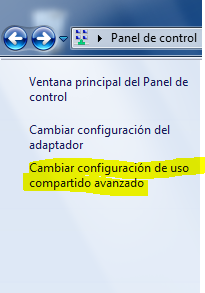 Panel de control
Ventana principal del Panel de
control
Cambiar configuración del
adaptador
Cambiar configuración de uso
compartido avanzado